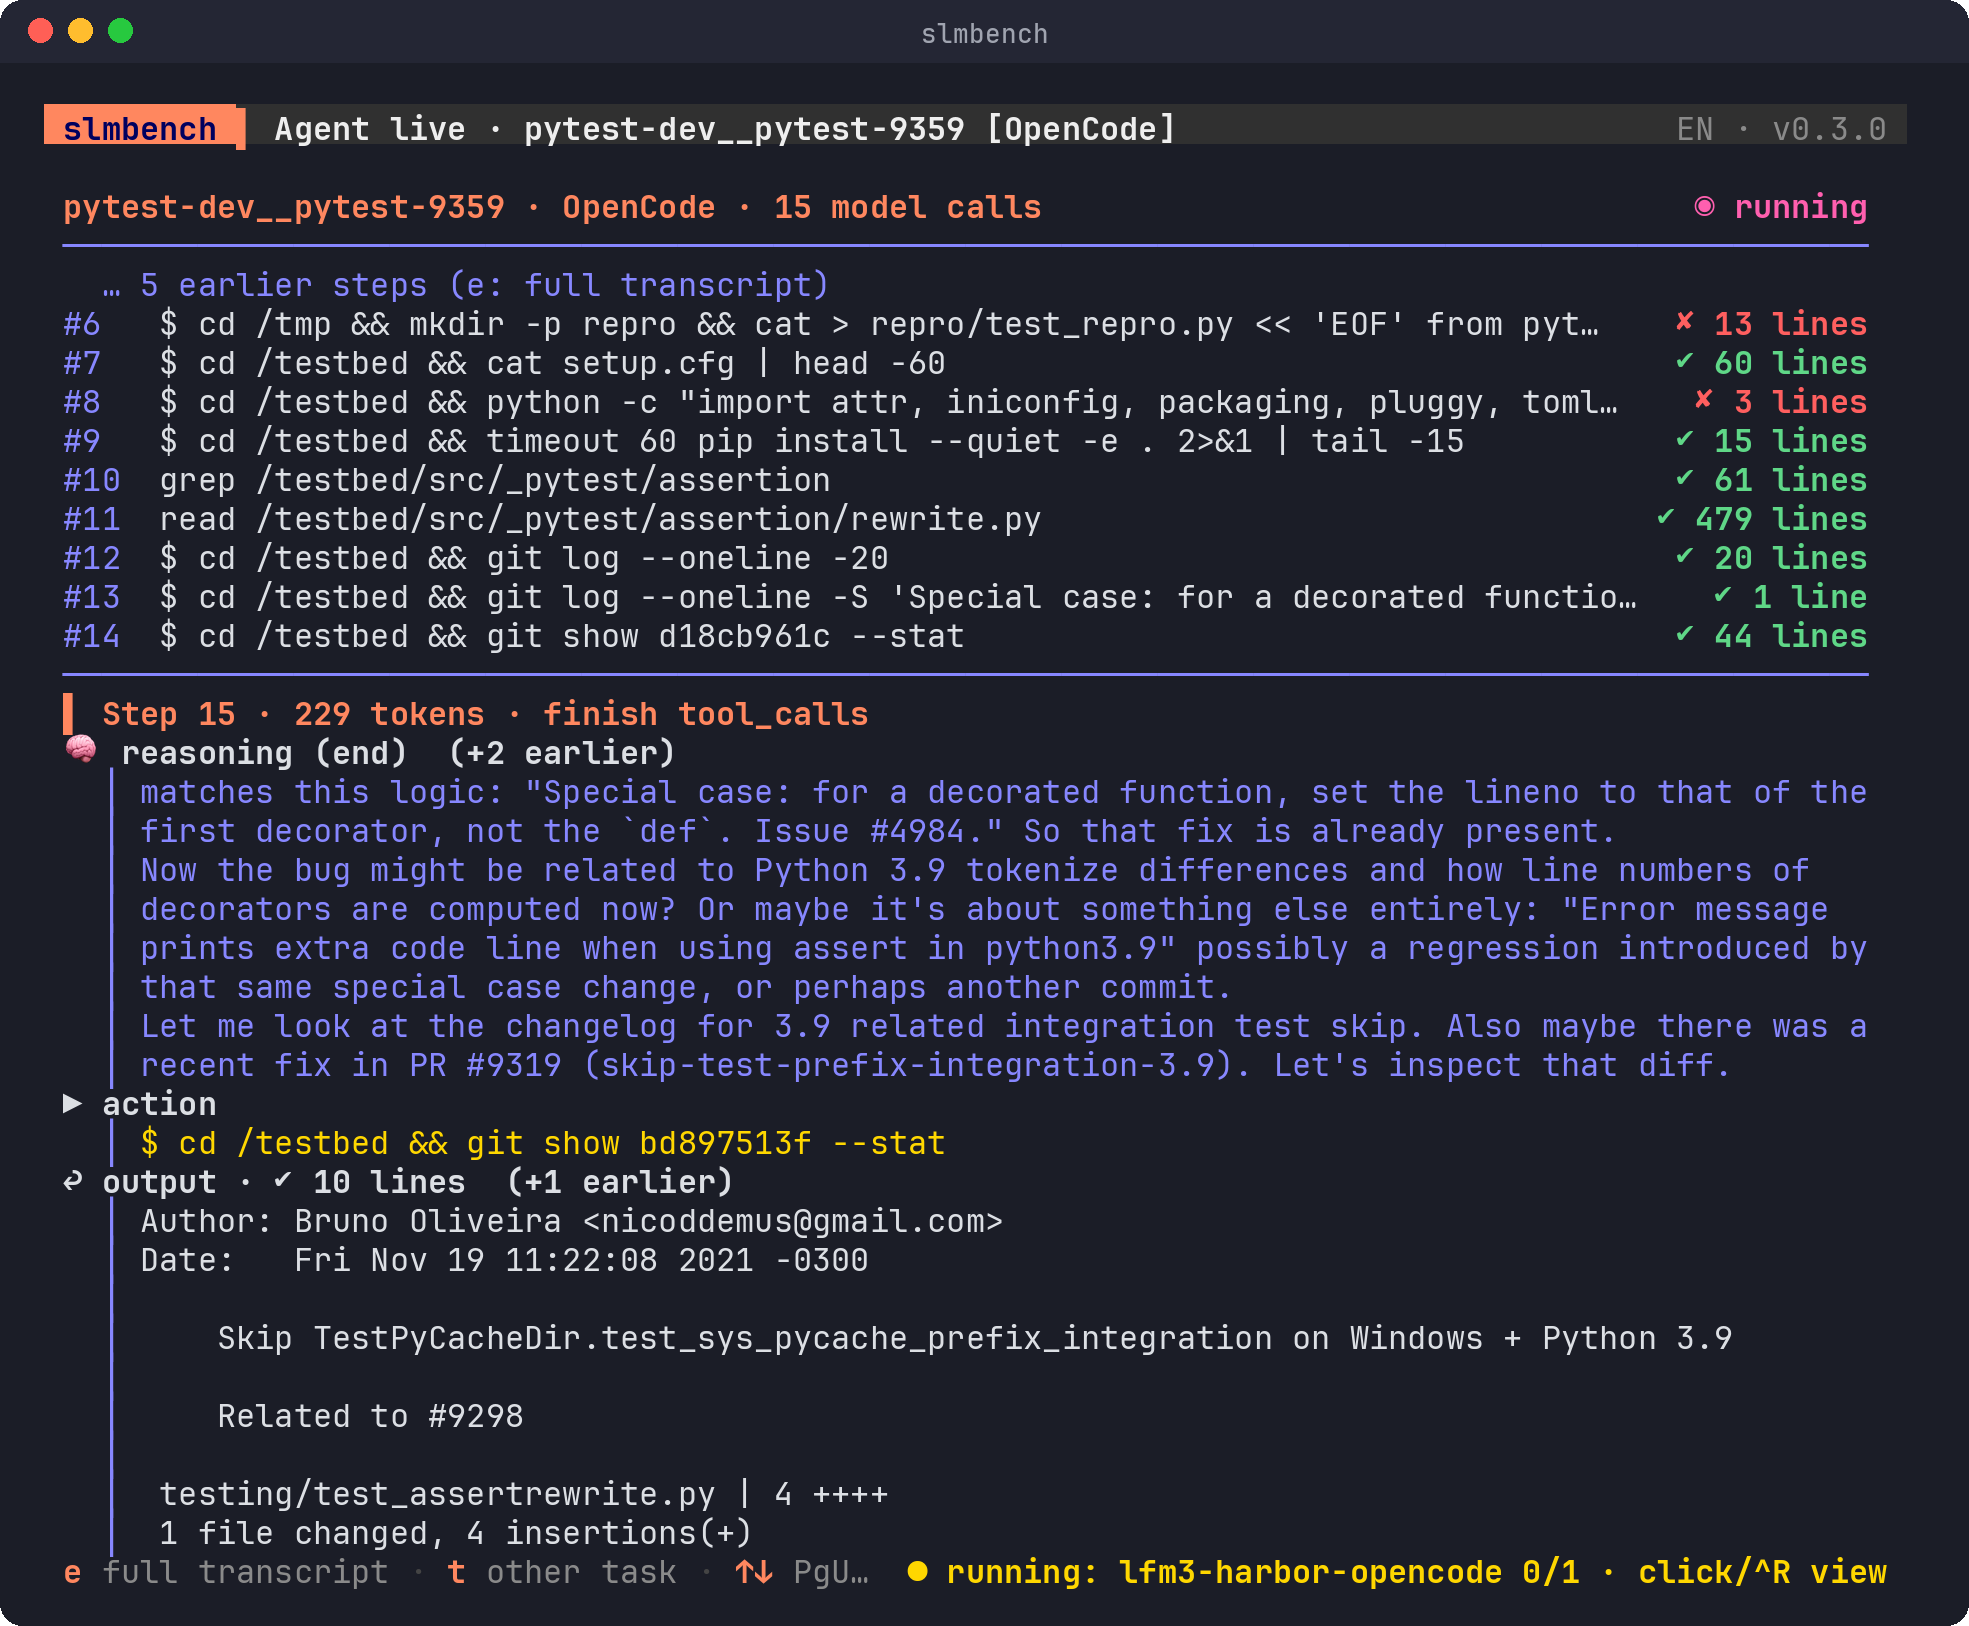 slmbench
slmbench Agent live · pytest-dev__pytest-9359 [OpenCode] EN · v0.3.0
pytest-dev__pytest-9359 · OpenCode · 15 model calls ◉ running
… 5 earlier steps (e: full transcript)
#6 $ cd /tmp && mkdir -p repro && cat > repro/test_repro.py << 'EOF' from pyt… ✘ 13 lines
#7 $ cd /testbed && cat setup.cfg | head -60 ✔ 60 lines
#8 $ cd /testbed && python -c "import attr, iniconfig, packaging, pluggy, toml… ✘ 3 lines
#9 $ cd /testbed && timeout 60 pip install --quiet -e . 2>&1 | tail -15 ✔ 15 lines
#10 grep /testbed/src/_pytest/assertion ✔ 61 lines
#11 read /testbed/src/_pytest/assertion/rewrite.py ✔ 479 lines
#12 $ cd /testbed && git log --oneline -20 ✔ 20 lines
#13 $ cd /testbed && git log --oneline -S 'Special case: for a decorated functio… ✔ 1 line
#14 $ cd /testbed && git show d18cb961c --stat ✔ 44 lines
Step 15 · 229 tokens · finish tool_calls
🧠 reasoning (end) (+2 earlier)
matches this logic: "Special case: for a decorated function, set the lineno to that of the
first decorator, not the `def`. Issue #4984." So that fix is already present.
Now the bug might be related to Python 3.9 tokenize differences and how line numbers of
decorators are computed now? Or maybe it's about something else entirely: "Error message
prints extra code line when using assert in python3.9" possibly a regression introduced by
that same special case change, or perhaps another commit.
Let me look at the changelog for 3.9 related integration test skip. Also maybe there was a
recent fix in PR #9319 (skip-test-prefix-integration-3.9). Let's inspect that diff.
▶ action
$ cd /testbed && git show bd897513f --stat
↩ output · ✔ 10 lines (+1 earlier)
Author: Bruno Oliveira <nicoddemus@gmail.com>
Date: Fri Nov 19 11:22:08 2021 -0300
Skip TestPyCacheDir.test_sys_pycache_prefix_integration on Windows + Python 3.9
Related to #9298
testing/test_assertrewrite.py | 4 ++++
1 file changed, 4 insertions(+)
e full transcript · t other task · ↑↓ PgU… ● running: lfm3-harbor-opencode 0/1 · click/^R view